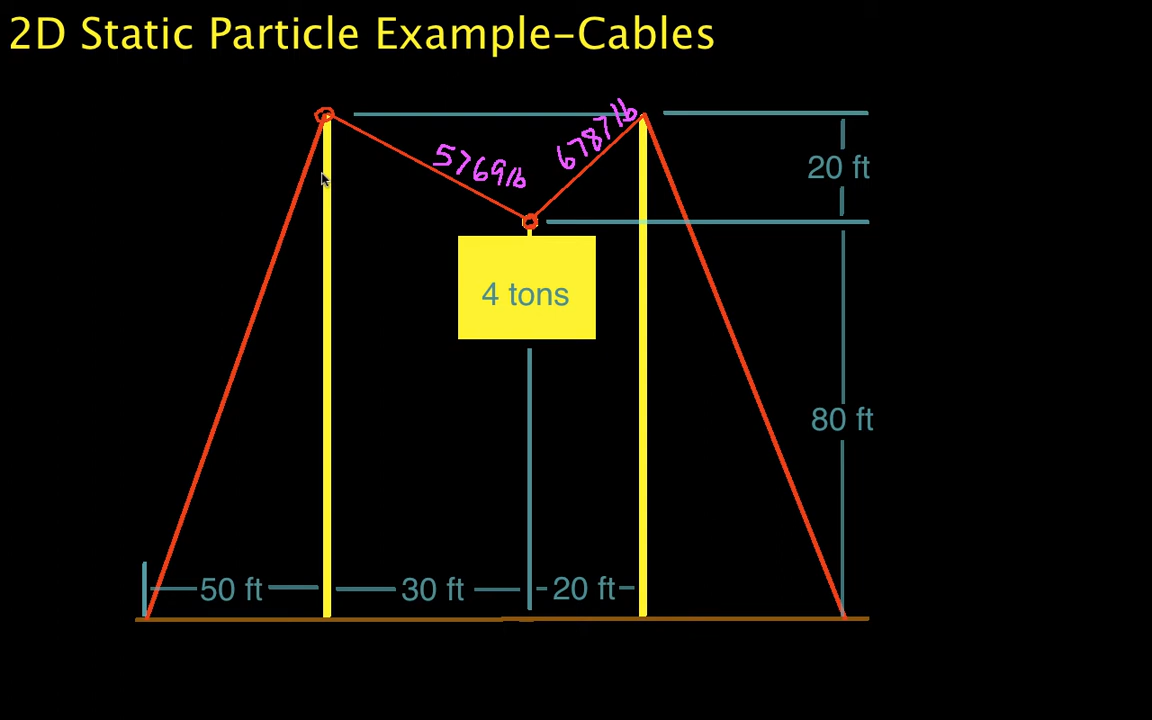 2D Static Particle Example-Cables
5769lb
6787lb
20 ft
4 tons
80 ft
50 ft
30 ft
20 ft